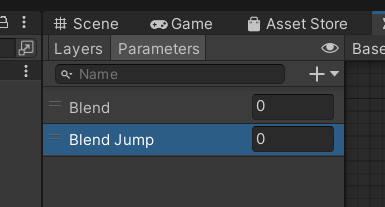 Scene Game Asset Store
Layers Parameters Base
Name
Blend 0
Blend Jump 0